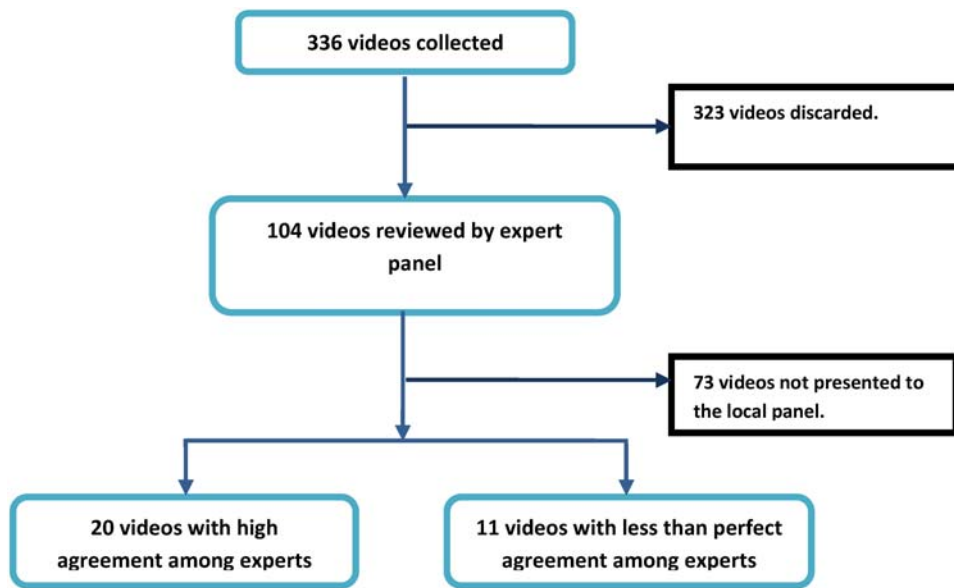 336 videos collected
323 videos discarded.
104 videos reviewed by expert
panel
73 videos not presented to
the local panel.
20 videos with high
agreement among experts
11 videos with less than perfect
agreement among experts